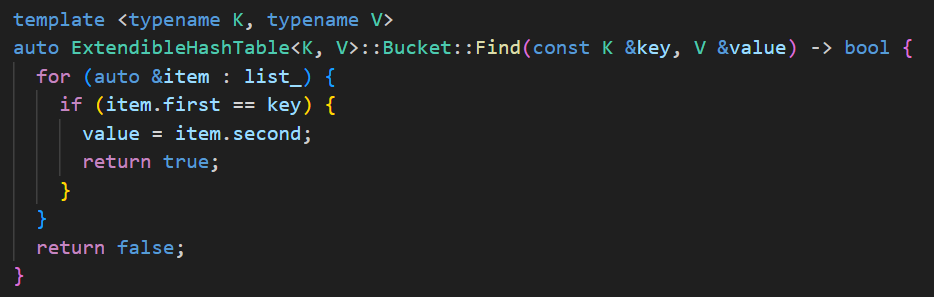 template <typename K, typename V>
auto ExtendibleHashTable<K, V>::Bucket::Find(const K &key, V &value) -> bool {
  for (auto &item : list_) {
    if (item.first == key) {
      value = item.second;
      return true;
    }
  }
  return false;
}